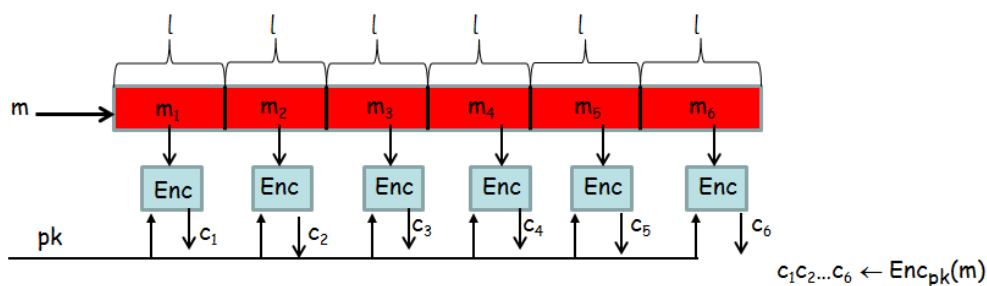 l l l l l l
m m₁ m₂ m₃ m₄ m₅ m₆
Enc Enc Enc Enc Enc Enc
pk c₁ c₂ c₃ c₄ c₅ c₆
c₁c₂...c₆ ← Encₚₖ(m)